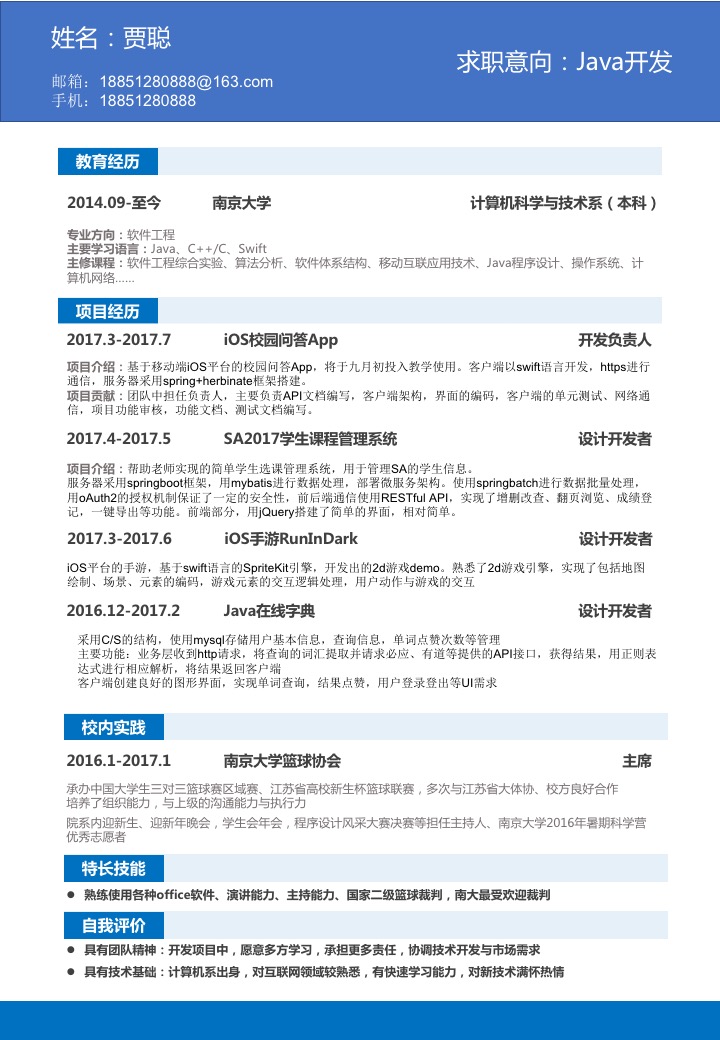 姓名：贾聪
求职意向：Java开发
邮箱：18851280888@163.com
手机：18851280888
教育经历
2014.09-至今 南京大学 计算机科学与技术系（本科）
专业方向：软件工程
主要学习语言：Java、C++/C、Swift
主修课程：软件工程综合实验、算法分析、软件体系结构、移动互联应用技术、Java程序设计、操作系统、计
算机网络……
项目经历
2017.3-2017.7 iOS校园问答App 开发负责人
项目介绍：基于移动端iOS平台的校园问答App，将于九月初投入教学使用。客户端以swift语言开发，https进行
通信，服务器采用spring+herbinate框架搭建。
项目贡献：团队中担任负责人，主要负责API文档编写，客户端架构，界面的编码，客户端的单元测试、网络通
信，项目功能审核，功能文档、测试文档编写。
2017.4-2017.5 SA2017学生课程管理系统 设计开发者
项目介绍：帮助老师实现的简单学生选课管理系统，用于管理SA的学生信息。
服务器采用springboot框架，用mybatis进行数据处理，部署微服务架构。使用springbatch进行数据批量处理，
用oAuth2的授权机制保证了一定的安全性，前后端通信使用RESTful API，实现了增删改查、翻页浏览、成绩登
记，一键导出等功能。前端部分，用jQuery搭建了简单的界面，相对简单。
2017.3-2017.6 iOS手游RunInDark 设计开发者
iOS平台的手游，基于swift语言的SpriteKit引擎，开发出的2d游戏demo。熟悉了2d游戏引擎，实现了包括地图
绘制、场景、元素的编码，游戏元素的交互逻辑处理，用户动作与游戏的交互
2016.12-2017.2 Java在线字典 设计开发者
采用C/S的结构，使用mysql存储用户基本信息，查询信息，单词点赞次数等管理
主要功能：业务层收到http请求，将查询的词汇提取并请求必应、有道等提供的API接口，获得结果，用正则表
达式进行相应解析，将结果返回客户端
客户端创建良好的图形界面，实现单词查询，结果点赞，用户登录登出等UI需求
校内实践
2016.1-2017.1 南京大学篮球协会 主席
承办中国大学生三对三篮球赛区域赛、江苏省高校新生杯篮球联赛，多次与江苏省大体协、校方良好合作
培养了组织能力，与上级的沟通能力与执行力
院系内迎新生、迎新年晚会，学生会年会，程序设计风采大赛决赛等担任主持人、南京大学2016年暑期科学营
优秀志愿者
特长技能
● 熟练使用各种office软件、演讲能力、主持能力、国家二级篮球裁判，南大最受欢迎裁判
自我评价
● 具有团队精神：开发项目中，愿意多方学习，承担更多责任，协调技术开发与市场需求
● 具有技术基础：计算机系出身，对互联网领域较熟悉，有快速学习能力，对新技术满怀热情